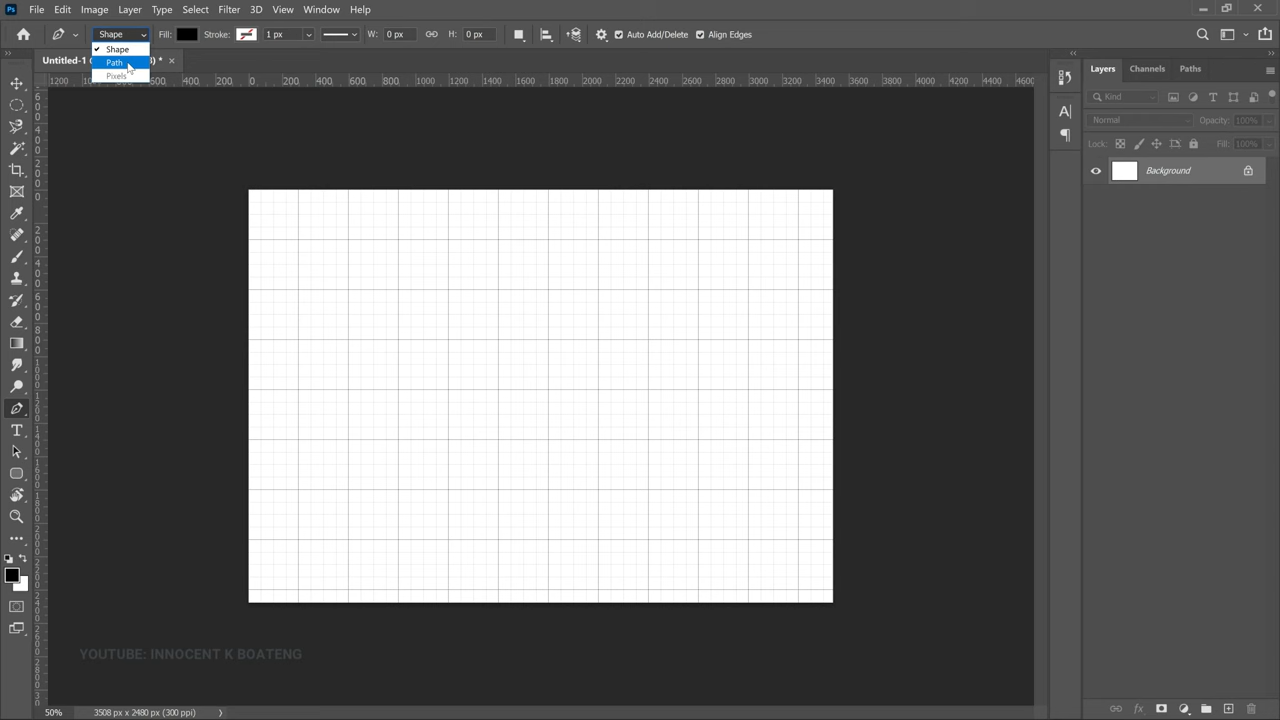 Ps File Edit Image Layer Type Select Filter 3D View Window Help
Shape Fill: Stroke: 1 px W: 0 px H: 0 px Auto Add/Delete Align Edges
Shape
Path
Pixels
Untitled-1 ( ) *
1200 400 200 0 200 400 600 800 1000 1200 1400 1600 1800 2000 2200 2400 2600 2800 3000 3200 3400 3600 3800 4000 4200 4400 4600
Layers Channels Paths
Kind
Normal Opacity: 100%
Lock: Fill: 100%
Background
YOUTUBE: INNOCENT K BOATENG
50% 3508 px x 2480 px (300 ppi)